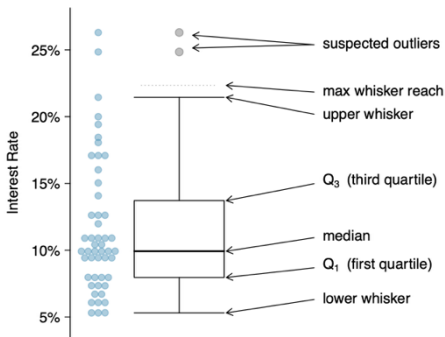 25%
20%
15%
10%
5%
Interest Rate
suspected outliers
max whisker reach
upper whisker
Q₃ (third quartile)
median
Q₁ (first quartile)
lower whisker